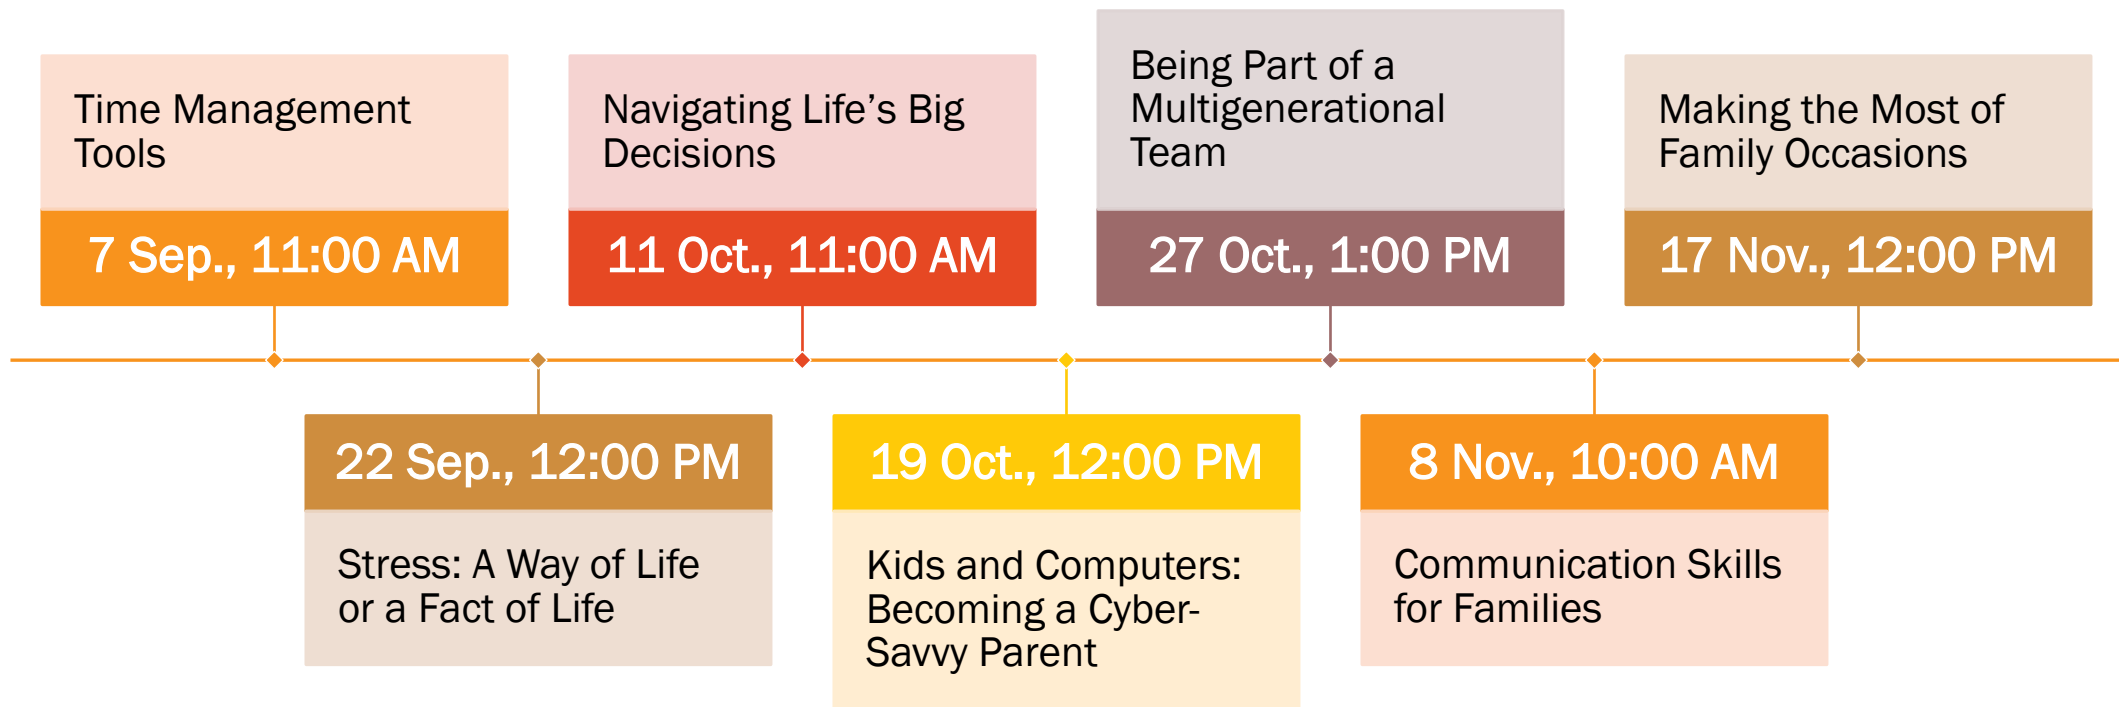 Time Management
Tools
7 Sep., 11:00 AM
22 Sep., 12:00 PM
Stress: A Way of Life
or a Fact of Life
Navigating Life’s Big
Decisions
11 Oct., 11:00 AM
19 Oct., 12:00 PM
Kids and Computers:
Becoming a Cyber-
Savvy Parent
Being Part of a
Multigenerational
Team
27 Oct., 1:00 PM
8 Nov., 10:00 AM
Communication Skills
for Families
Making the Most of
Family Occasions
17 Nov., 12:00 PM